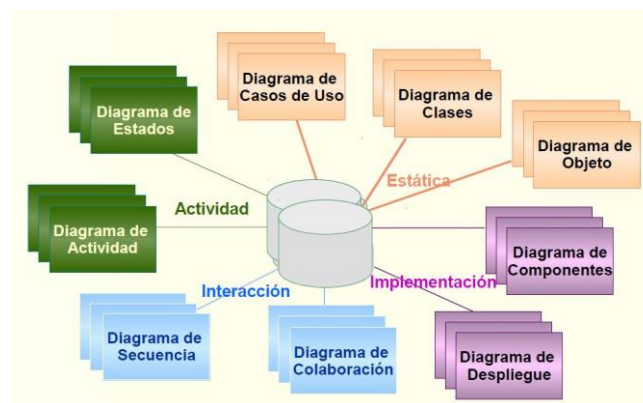 Diagrama de
Casos de Uso
Diagrama de
Clases
Diagrama de
Estados
Diagrama de
Objeto
Estática
Actividad
Diagrama de
Actividad
Diagrama de
Componentes
Interacción
Implementación
Diagrama de
Secuencia
Diagrama de
Colaboración
Diagrama de
Despliegue